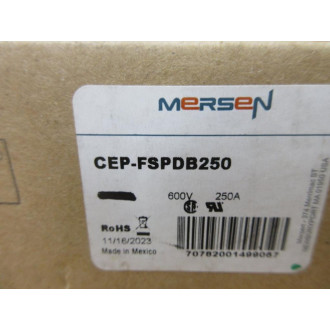 MERSEN
CEP-FSPDB250
600V 250A
RoHS
11/16/2023
Made in Mexico